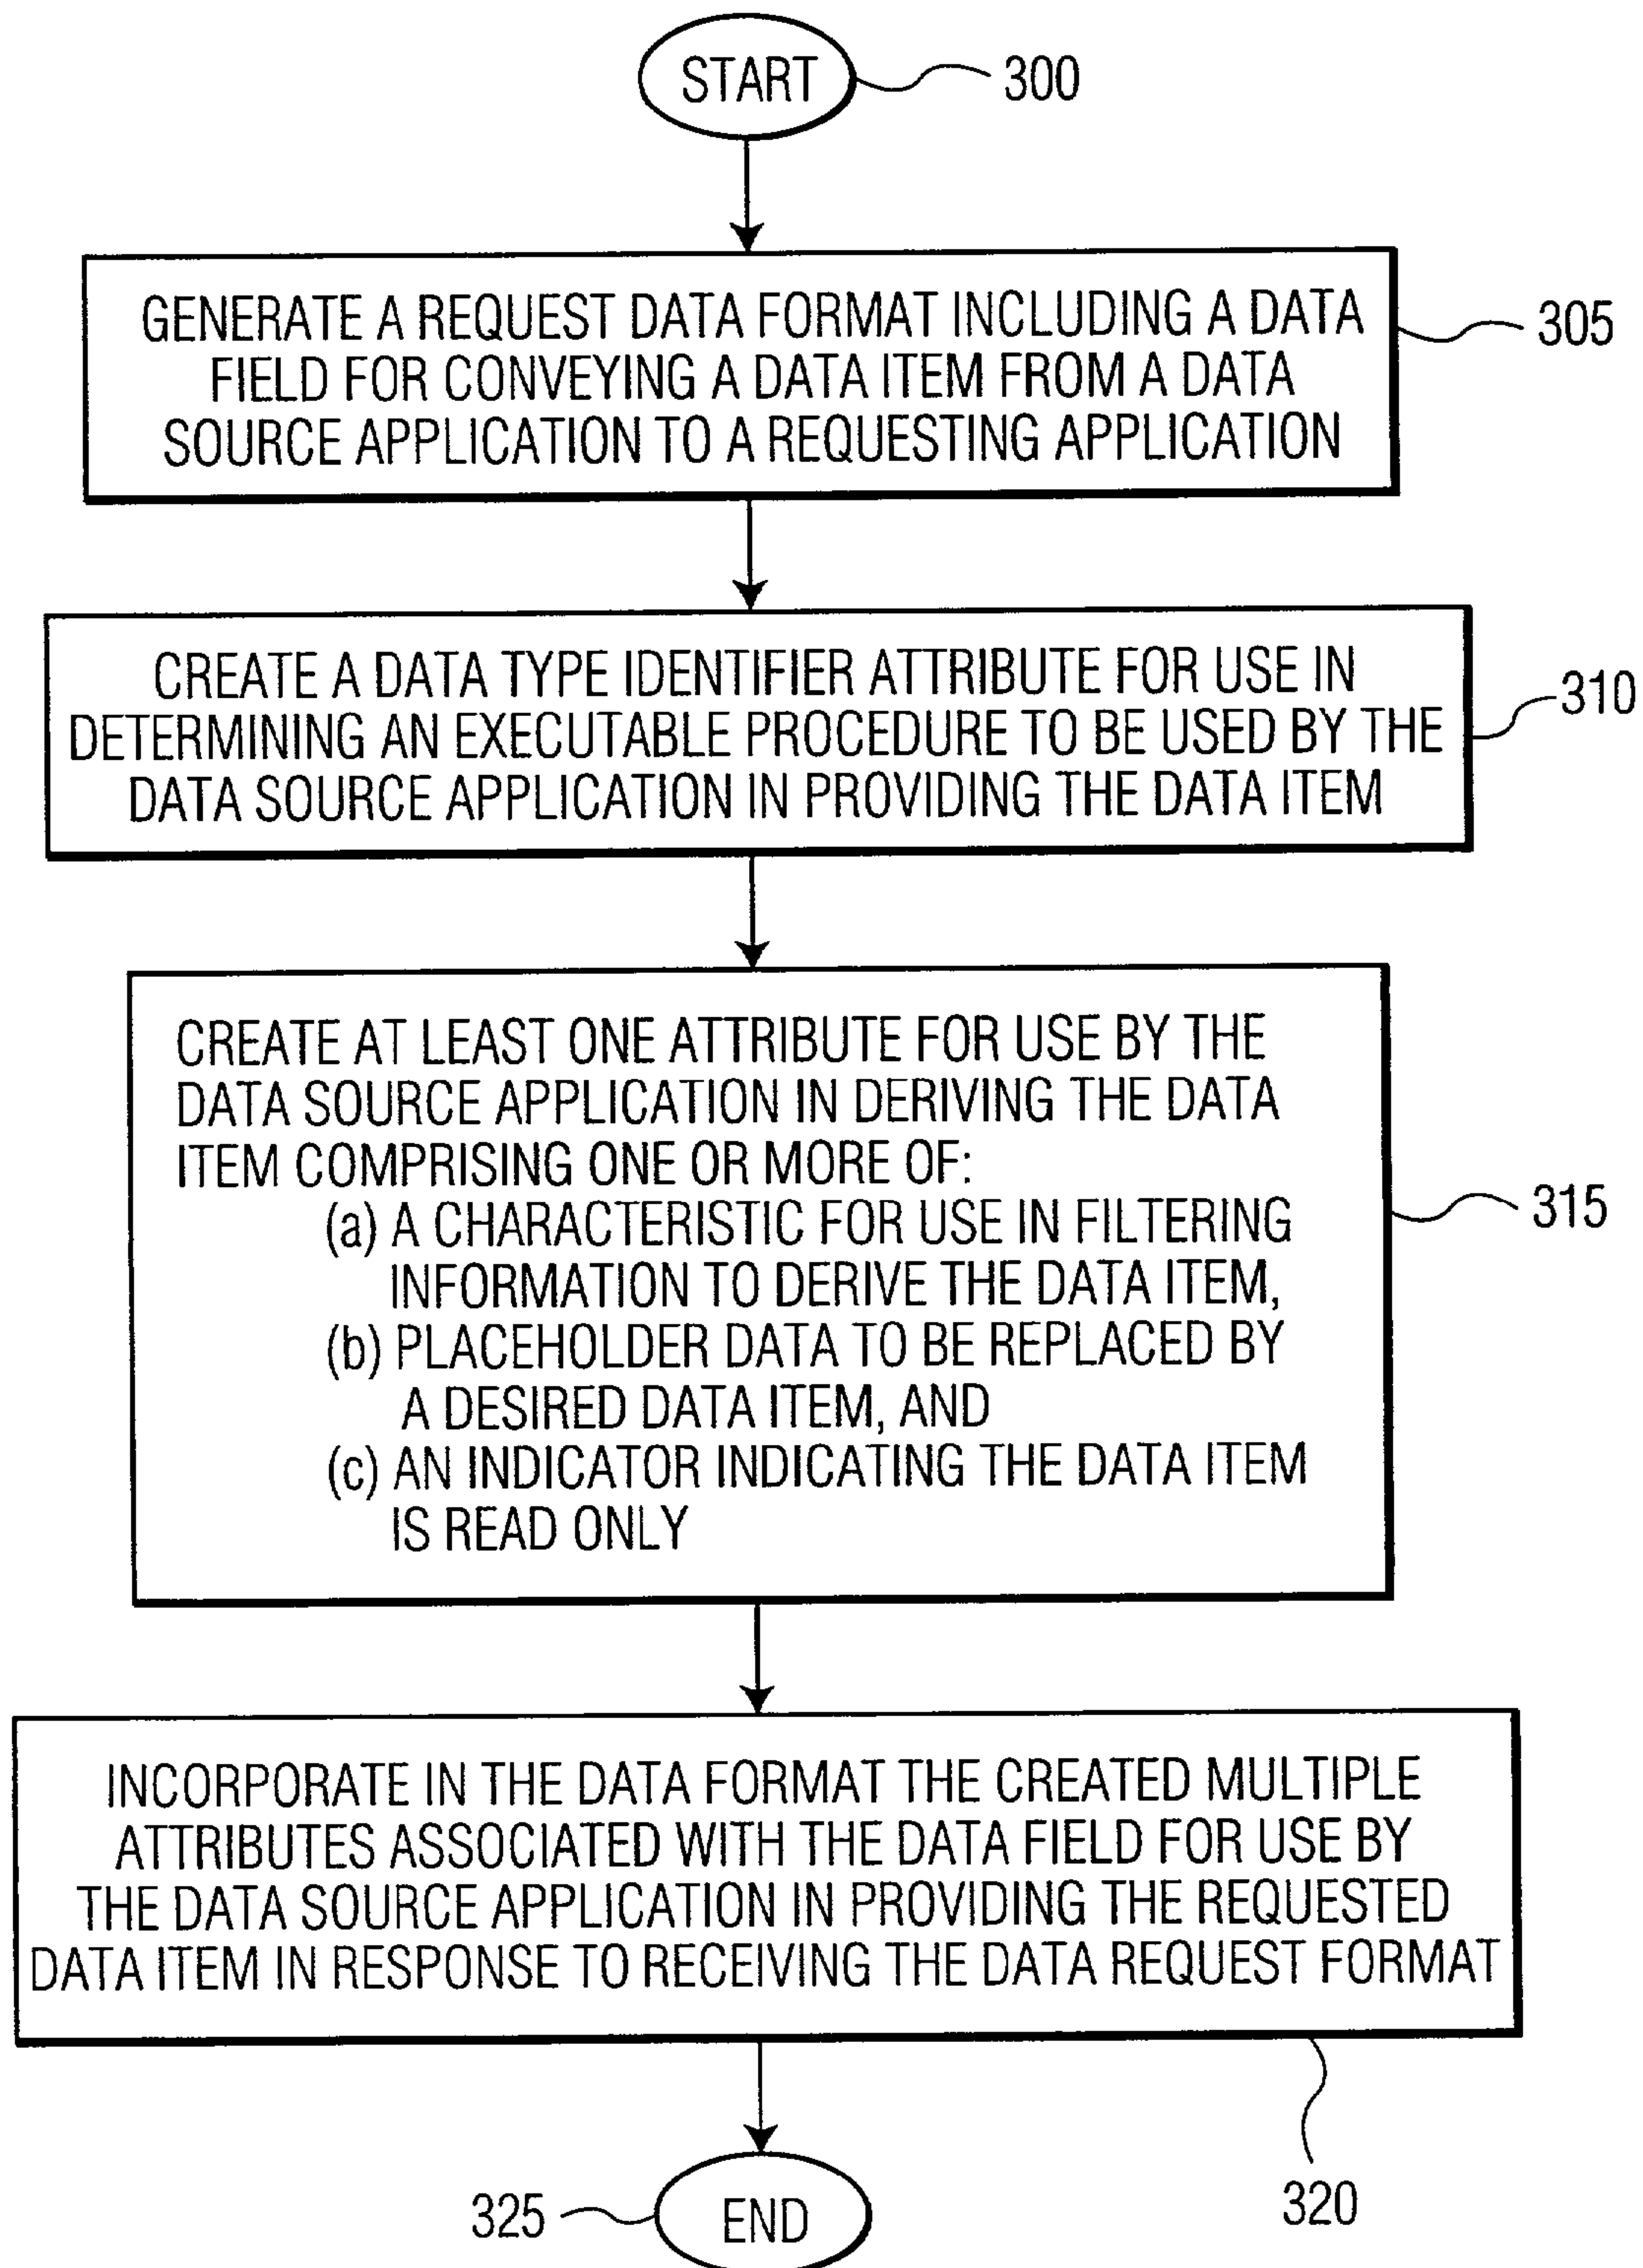 START
300
GENERATE A REQUEST DATA FORMAT INCLUDING A DATA
FIELD FOR CONVEYING A DATA ITEM FROM A DATA
SOURCE APPLICATION TO A REQUESTING APPLICATION
305
CREATE A DATA TYPE IDENTIFIER ATTRIBUTE FOR USE IN
DETERMINING AN EXECUTABLE PROCEDURE TO BE USED BY THE
DATA SOURCE APPLICATION IN PROVIDING THE DATA ITEM
310
CREATE AT LEAST ONE ATTRIBUTE FOR USE BY THE
DATA SOURCE APPLICATION IN DERIVING THE DATA
ITEM COMPRISING ONE OR MORE OF:
(a) A CHARACTERISTIC FOR USE IN FILTERING
INFORMATION TO DERIVE THE DATA ITEM,
(b) PLACEHOLDER DATA TO BE REPLACED BY
A DESIRED DATA ITEM, AND
(c) AN INDICATOR INDICATING THE DATA ITEM
IS READ ONLY
315
INCORPORATE IN THE DATA FORMAT THE CREATED MULTIPLE
ATTRIBUTES ASSOCIATED WITH THE DATA FIELD FOR USE BY
THE DATA SOURCE APPLICATION IN PROVIDING THE REQUESTED
DATA ITEM IN RESPONSE TO RECEIVING THE DATA REQUEST FORMAT
320
325
END